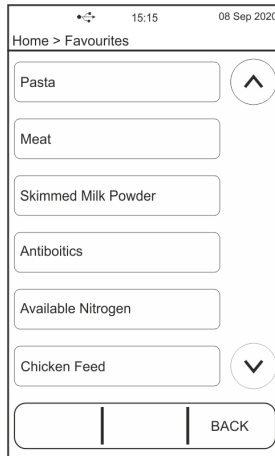 15:15 08 Sep 2020
Home > Favourites
Pasta
Meat
Skimmed Milk Powder
Antiboitics
Available Nitrogen
Chicken Feed
BACK